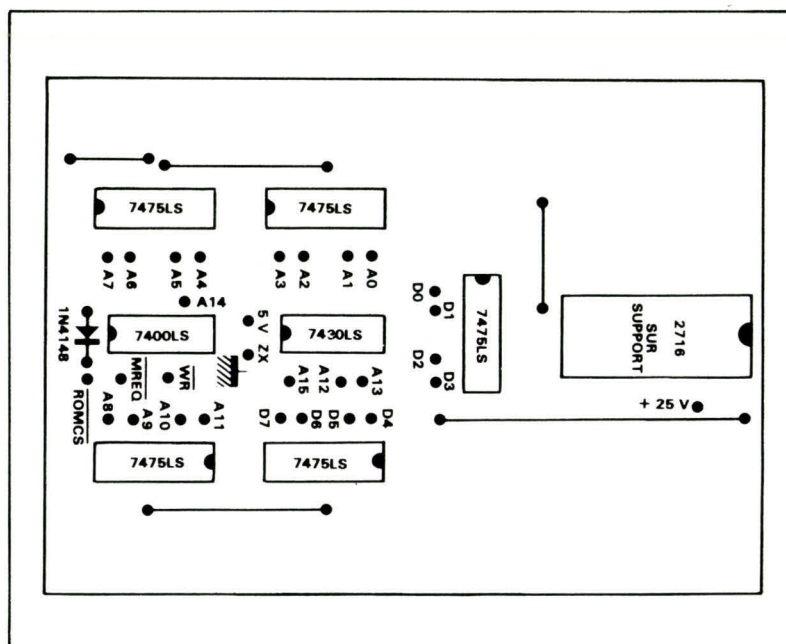 7475LS
7475LS
A7
A6
A5
A4
A3
A2
A1
A0
A14
D0
D1
1N4148
7400LS
5 V
ZX
7430LS
7475LS
2716
SUR
SUPPORT
D2
D3
MREQ
WR
A15
A12
A13
ROMCS
A8
A9
A10
A11
D7
D6
D5
D4
+ 25 V
7475LS
7475LS